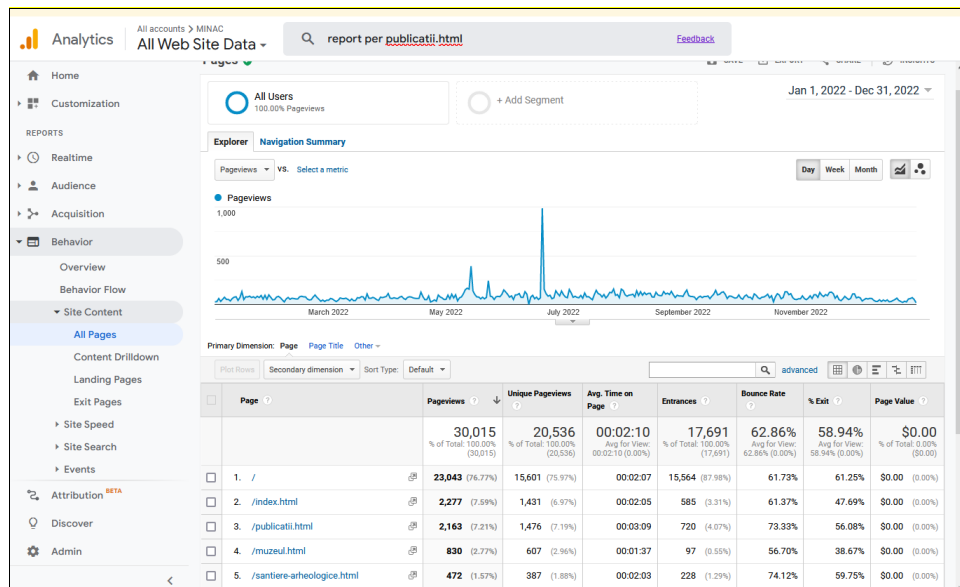 All accounts > MINAC
Analytics
All Web Site Data
report per publicatii.html
Feedback
Home
Customization
REPORTS
Realtime
Audience
Acquisition
Behavior
Overview
Behavior Flow
Site Content
All Pages
Content Drilldown
Landing Pages
Exit Pages
Site Speed
Site Search
Events
Attribution BETA
Discover
Admin
Pages
SAVE EXPORT SHARE INSIGHTS
All Users
100.00% Pageviews
+ Add Segment
Jan 1, 2022 - Dec 31, 2022
Explorer Navigation Summary
Pageviews VS. Select a metric
Day Week Month
Pageviews
1,000
500
March 2022 May 2022 July 2022 September 2022 November 2022
Primary Dimension: Page Page Title Other
Plot Rows Secondary dimension Sort Type: Default advanced
Page Pageviews Unique Pageviews Avg. Time on Page Entrances Bounce Rate % Exit Page Value
30,015 20,536 00:02:10 17,691 62.86% 58.94% $0.00
% of Total: 100.00% (30,015) % of Total: 100.00% (20,536) Avg for View: 00:02:10 (0.00%) % of Total: 100.00% (17,691) Avg for View: 62.86% (0.00%) Avg for View: 58.94% (0.00%) % of Total: 0.00% ($0.00)
1. / 23,043 (76.77%) 15,601 (75.97%) 00:02:07 15,564 (87.98%) 61.73% 61.25% $0.00 (0.00%)
2. /index.html 2,277 (7.59%) 1,431 (6.97%) 00:02:05 585 (3.31%) 61.37% 47.69% $0.00 (0.00%)
3. /publicatii.html 2,163 (7.21%) 1,476 (7.19%) 00:03:09 720 (4.07%) 73.33% 56.08% $0.00 (0.00%)
4. /muzeul.html 830 (2.77%) 607 (2.96%) 00:01:37 97 (0.55%) 56.70% 38.67% $0.00 (0.00%)
5. /santiere-arheologice.html 472 (1.57%) 387 (1.88%) 00:02:03 228 (1.29%) 74.12% 59.75% $0.00 (0.00%)